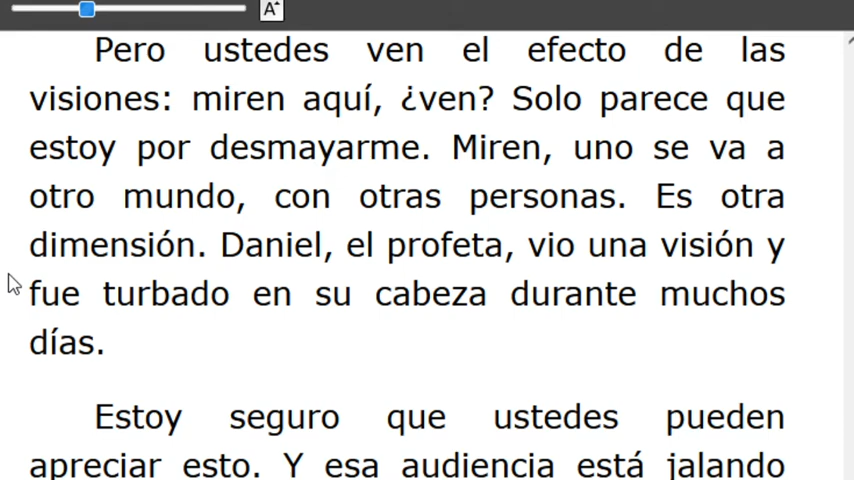 A
Pero ustedes ven el efecto de las
visiones: miren aquí, ¿ven? Solo parece que
estoy por desmayarme. Miren, uno se va a
otro mundo, con otras personas. Es otra
dimensión. Daniel, el profeta, vio una visión y
fue turbado en su cabeza durante muchos
días.
Estoy seguro que ustedes pueden
apreciar esto. Y esa audiencia está jalando